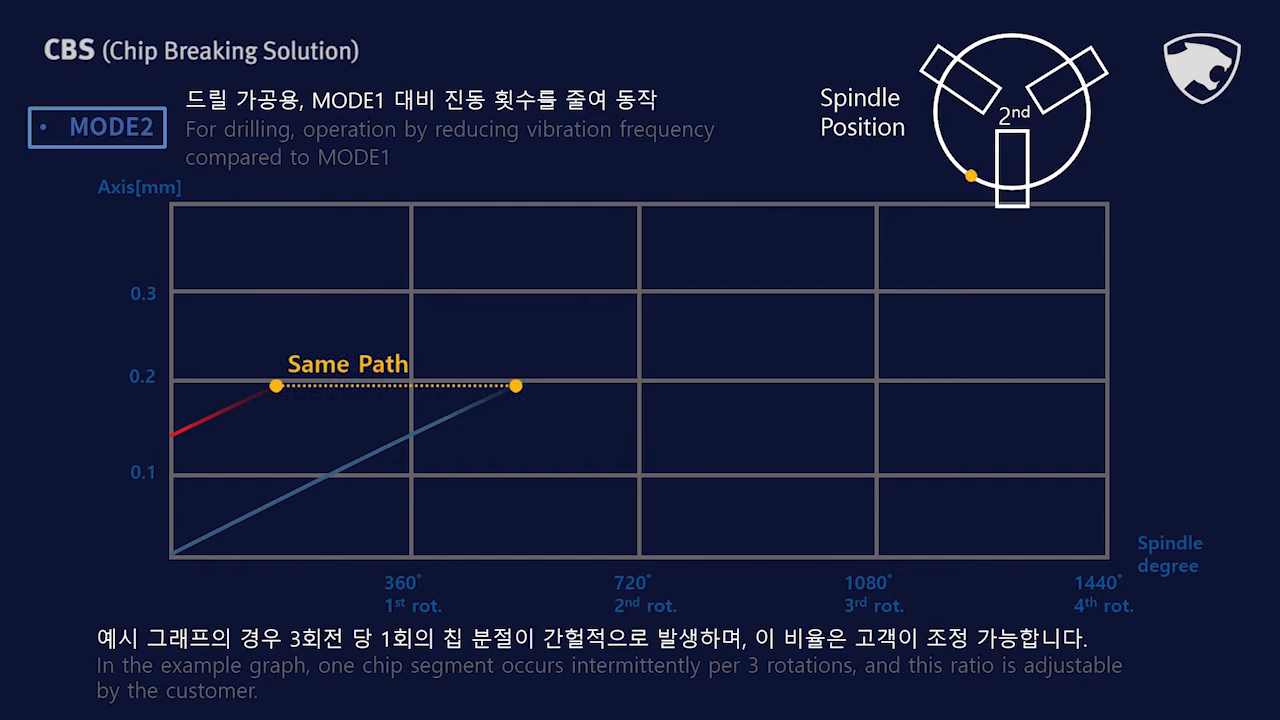 CBS (Chip Breaking Solution)
• MODE2
드릴 가공용, MODE1 대비 진동 횟수를 줄여 동작
For drilling, operation by reducing vibration frequency
compared to MODE1
Spindle
Position
2nd
Axis[mm]
0.3
0.2
0.1
Same Path
Spindle
degree
360° 720° 1080° 1440°
1st rot. 2nd rot. 3rd rot. 4th rot.
예시 그래프의 경우 3회전 당 1회의 칩 분절이 간헐적으로 발생하며, 이 비율은 고객이 조정 가능합니다.
In the example graph, one chip segment occurs intermittently per 3 rotations, and this ratio is adjustable
by the customer.